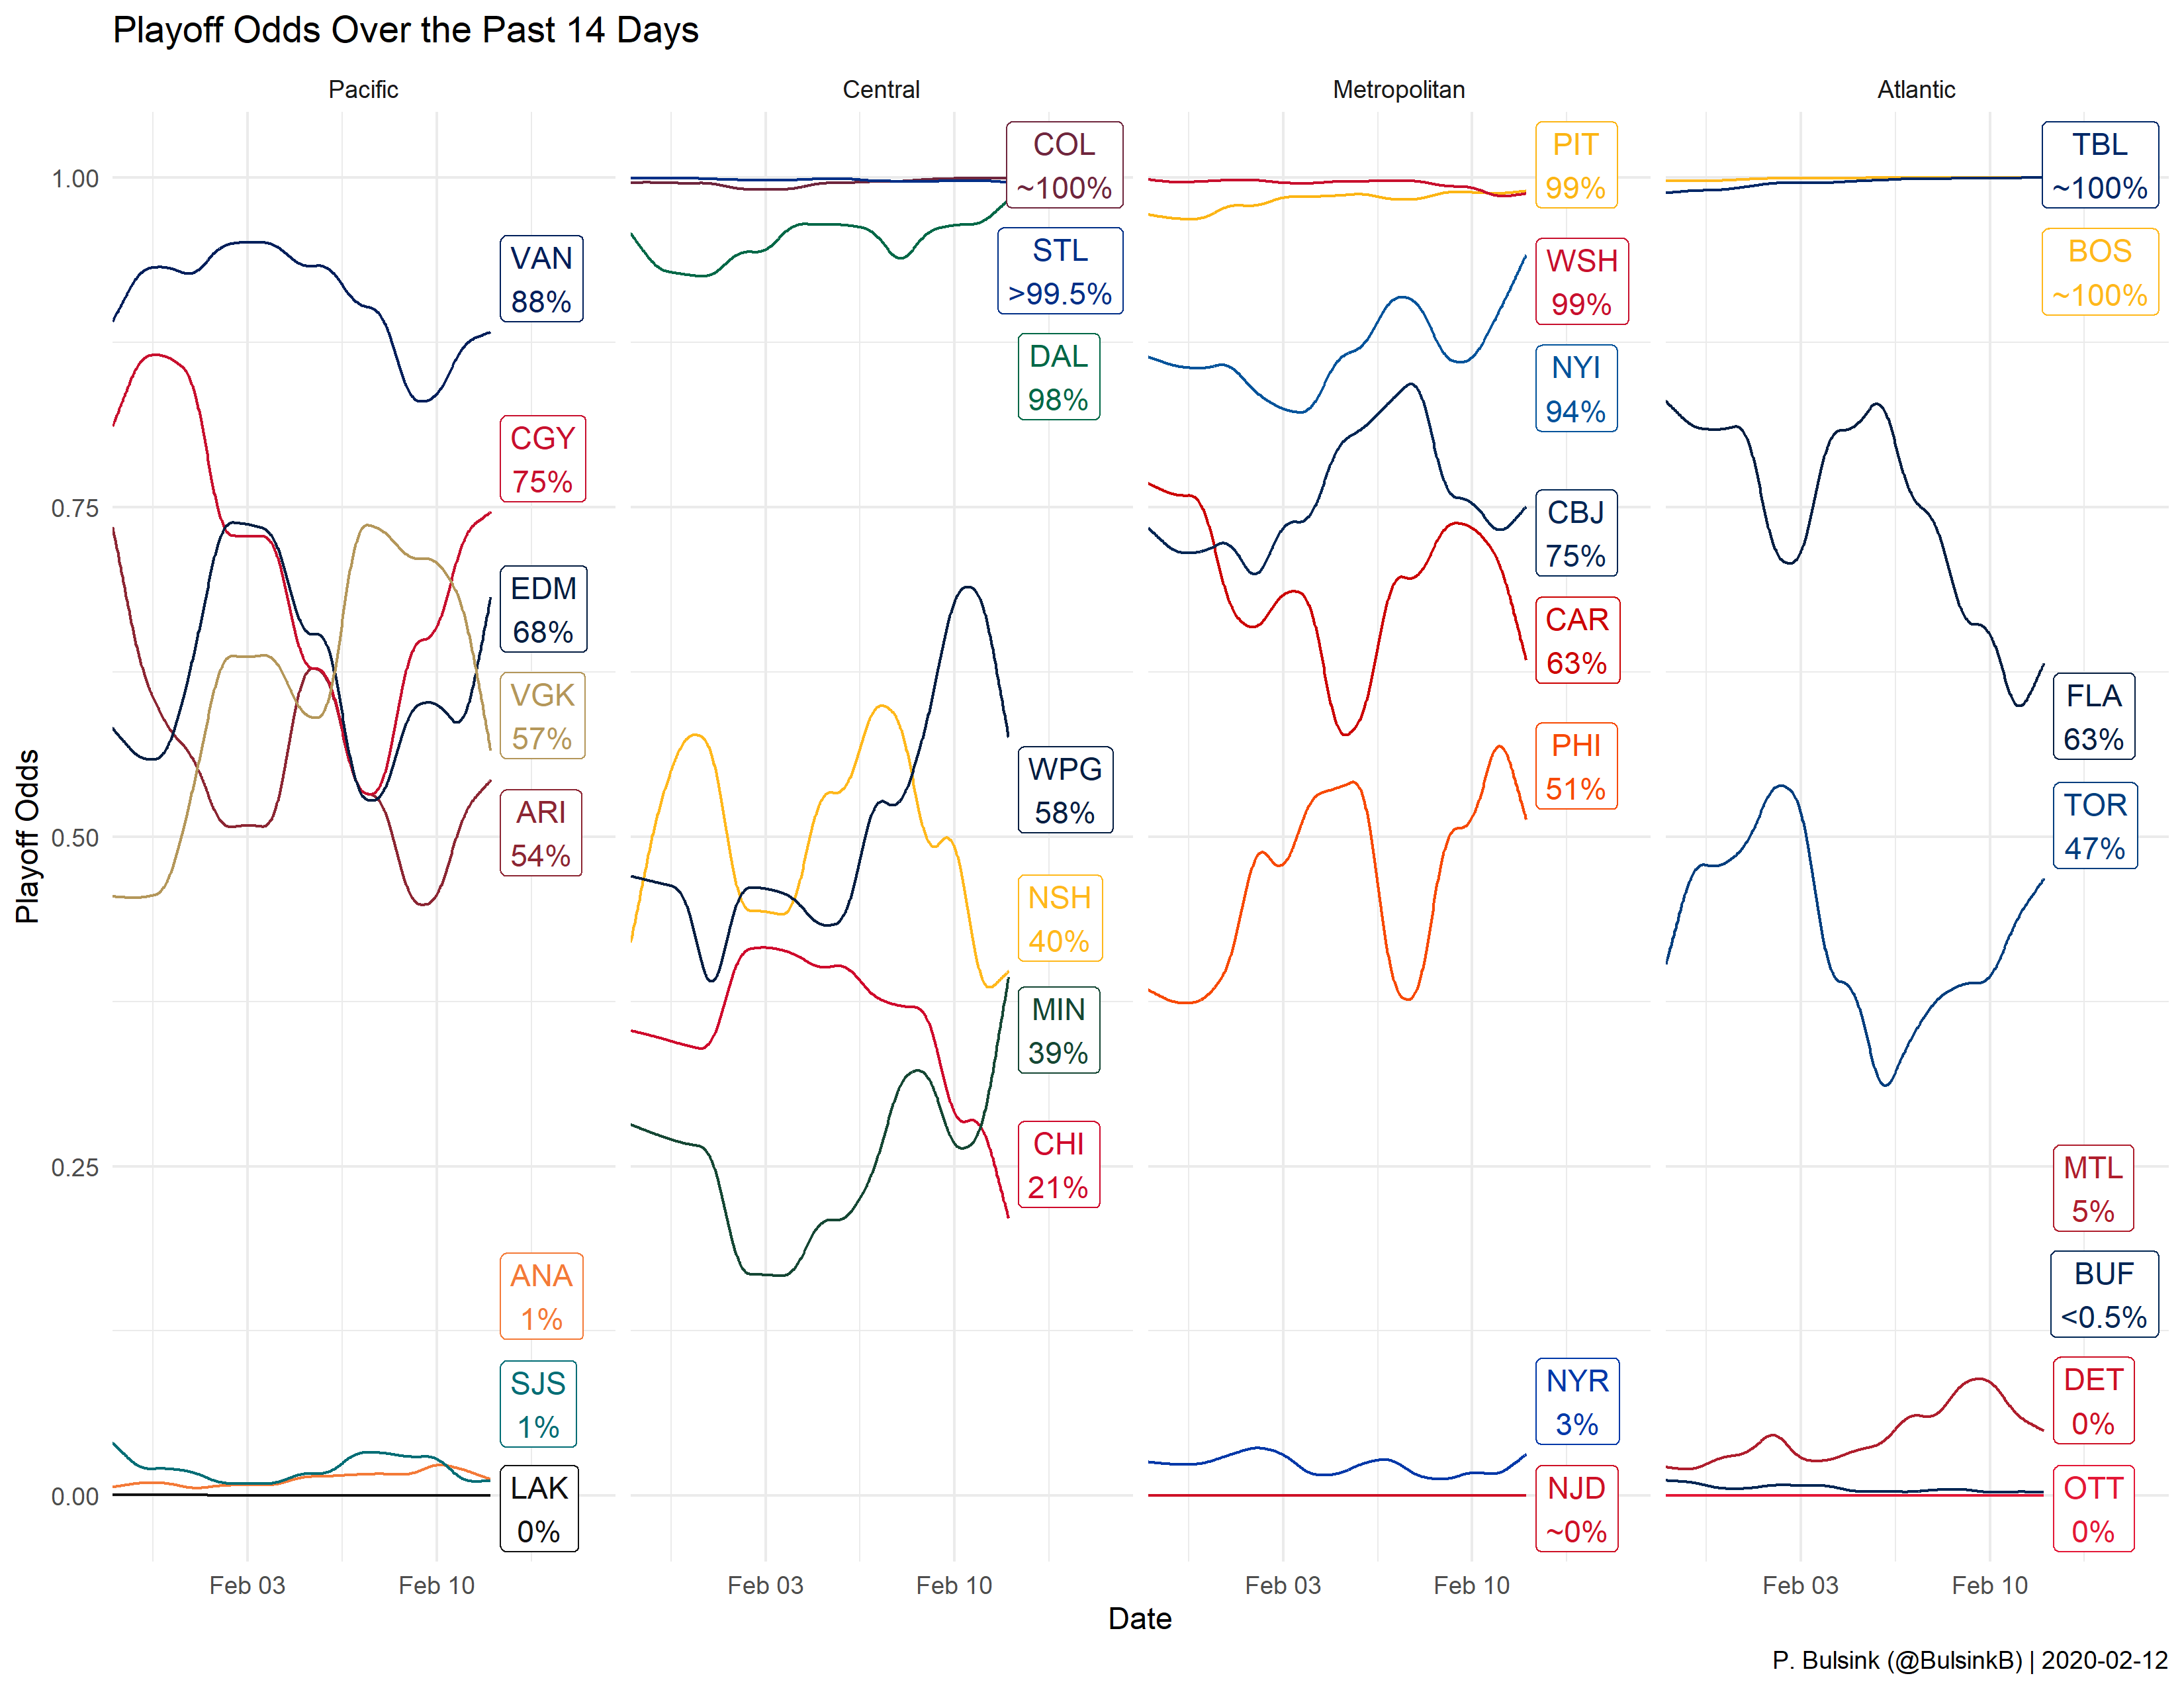 Playoff Odds Over the Past 14 Days
Pacific
Central
Metropolitan
Atlantic
Playoff Odds
1.00
0.75
0.50
0.25
0.00
VAN
88%
CGY
75%
EDM
68%
VGK
57%
ARI
54%
ANA
1%
SJS
1%
LAK
0%
COL
~100%
STL
>99.5%
DAL
98%
WPG
58%
NSH
40%
MIN
39%
CHI
21%
PIT
99%
WSH
99%
NYI
94%
CBJ
75%
CAR
63%
PHI
51%
NYR
3%
NJD
~0%
TBL
~100%
BOS
~100%
FLA
63%
TOR
47%
MTL
5%
BUF
<0.5%
DET
0%
OTT
0%
Feb 03
Feb 10
Feb 03
Feb 10
Feb 03
Feb 10
Feb 03
Feb 10
Date
P. Bulsink (@BulsinkB) | 2020-02-12